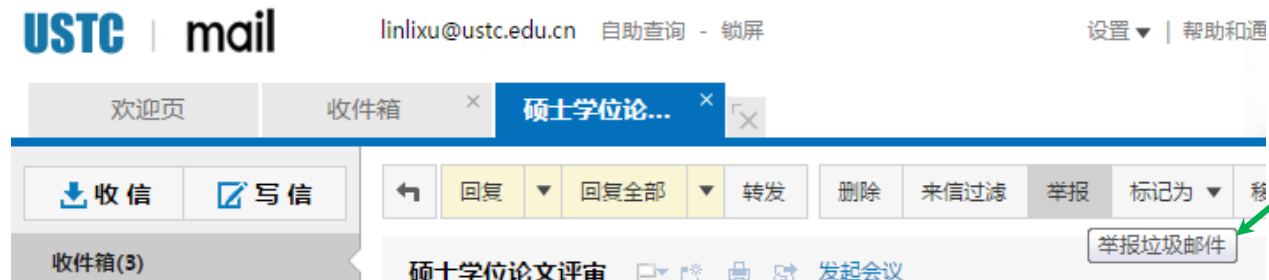 USTC mail linlixu@ustc.edu.cn 自助查询 - 锁屏 设置 | 帮助和通
欢迎页 收件箱 硕士学位论...
收信 写信 回复 回复全部 转发 删除 来信过滤 举报 标记为
举报垃圾邮件
收件箱(3)
硕士学位论文评审 发起会议